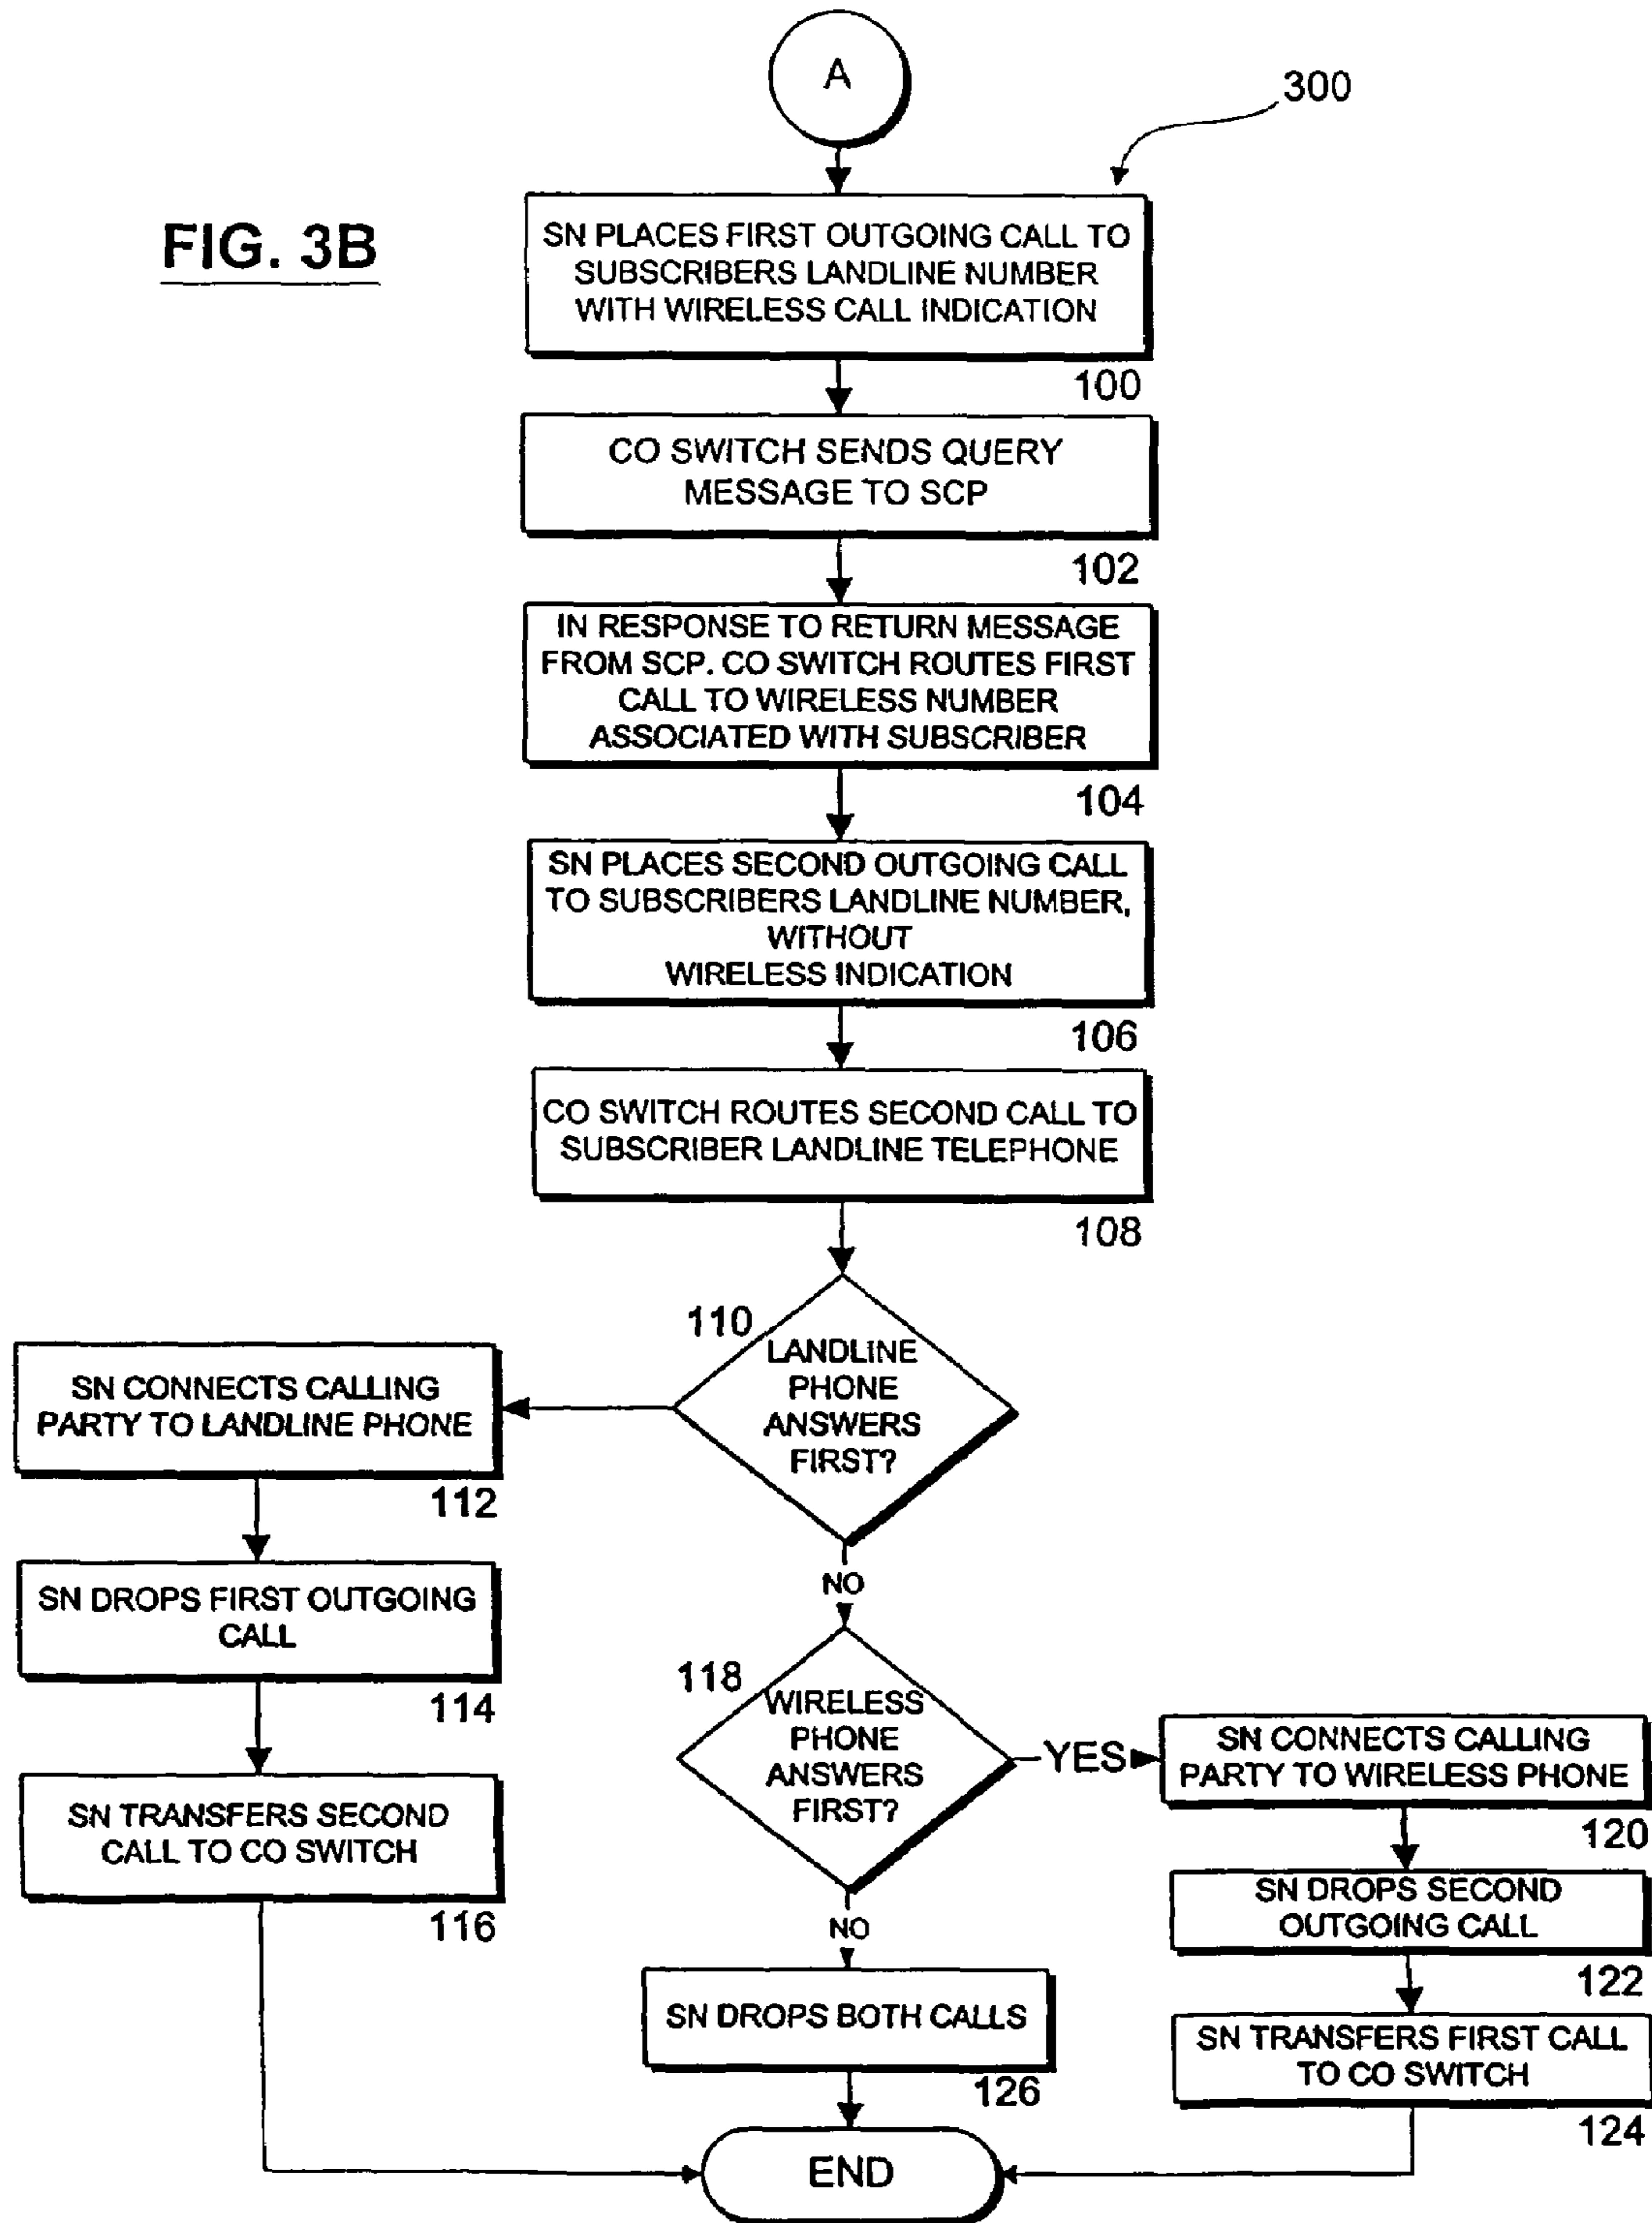 A
300
FIG. 3B
SN PLACES FIRST OUTGOING CALL TO
SUBSCRIBERS LANDLINE NUMBER
WITH WIRELESS CALL INDICATION
100
CO SWITCH SENDS QUERY
MESSAGE TO SCP
102
IN RESPONSE TO RETURN MESSAGE
FROM SCP. CO SWITCH ROUTES FIRST
CALL TO WIRELESS NUMBER
ASSOCIATED WITH SUBSCRIBER
104
SN PLACES SECOND OUTGOING CALL
TO SUBSCRIBERS LANDLINE NUMBER,
WITHOUT
WIRELESS INDICATION
106
CO SWITCH ROUTES SECOND CALL TO
SUBSCRIBER LANDLINE TELEPHONE
108
110
LANDLINE
PHONE
ANSWERS
FIRST?
SN CONNECTS CALLING
PARTY TO LANDLINE PHONE
112
SN DROPS FIRST OUTGOING
CALL
114
SN TRANSFERS SECOND
CALL TO CO SWITCH
116
NO
118
WIRELESS
PHONE
ANSWERS
FIRST?
YES
SN CONNECTS CALLING
PARTY TO WIRELESS PHONE
120
SN DROPS SECOND
OUTGOING CALL
122
SN TRANSFERS FIRST CALL
TO CO SWITCH
124
NO
SN DROPS BOTH CALLS
126
END